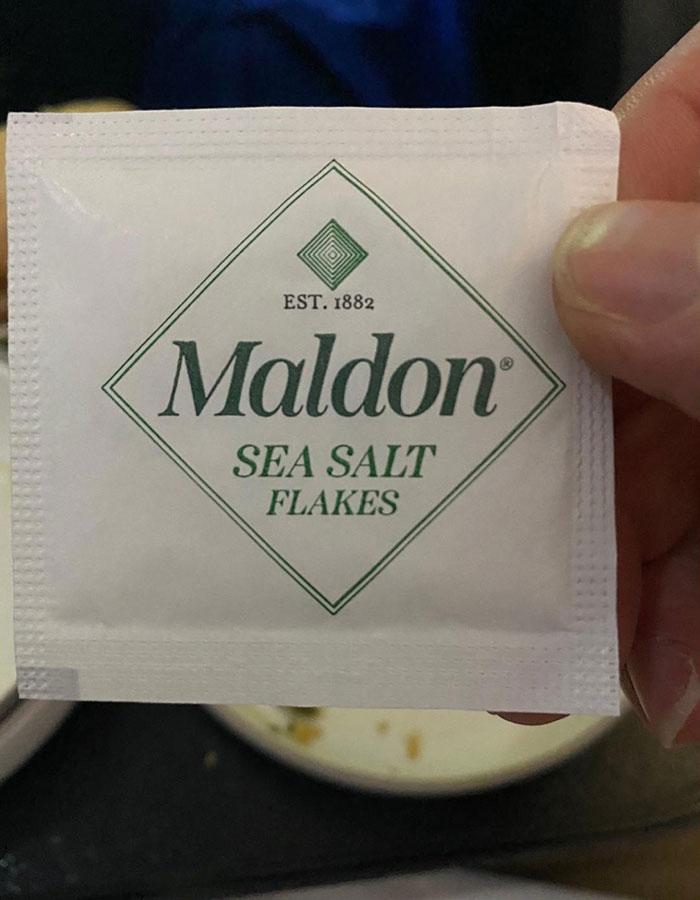 EST. 1882
Maldon®
SEA SALT
FLAKES